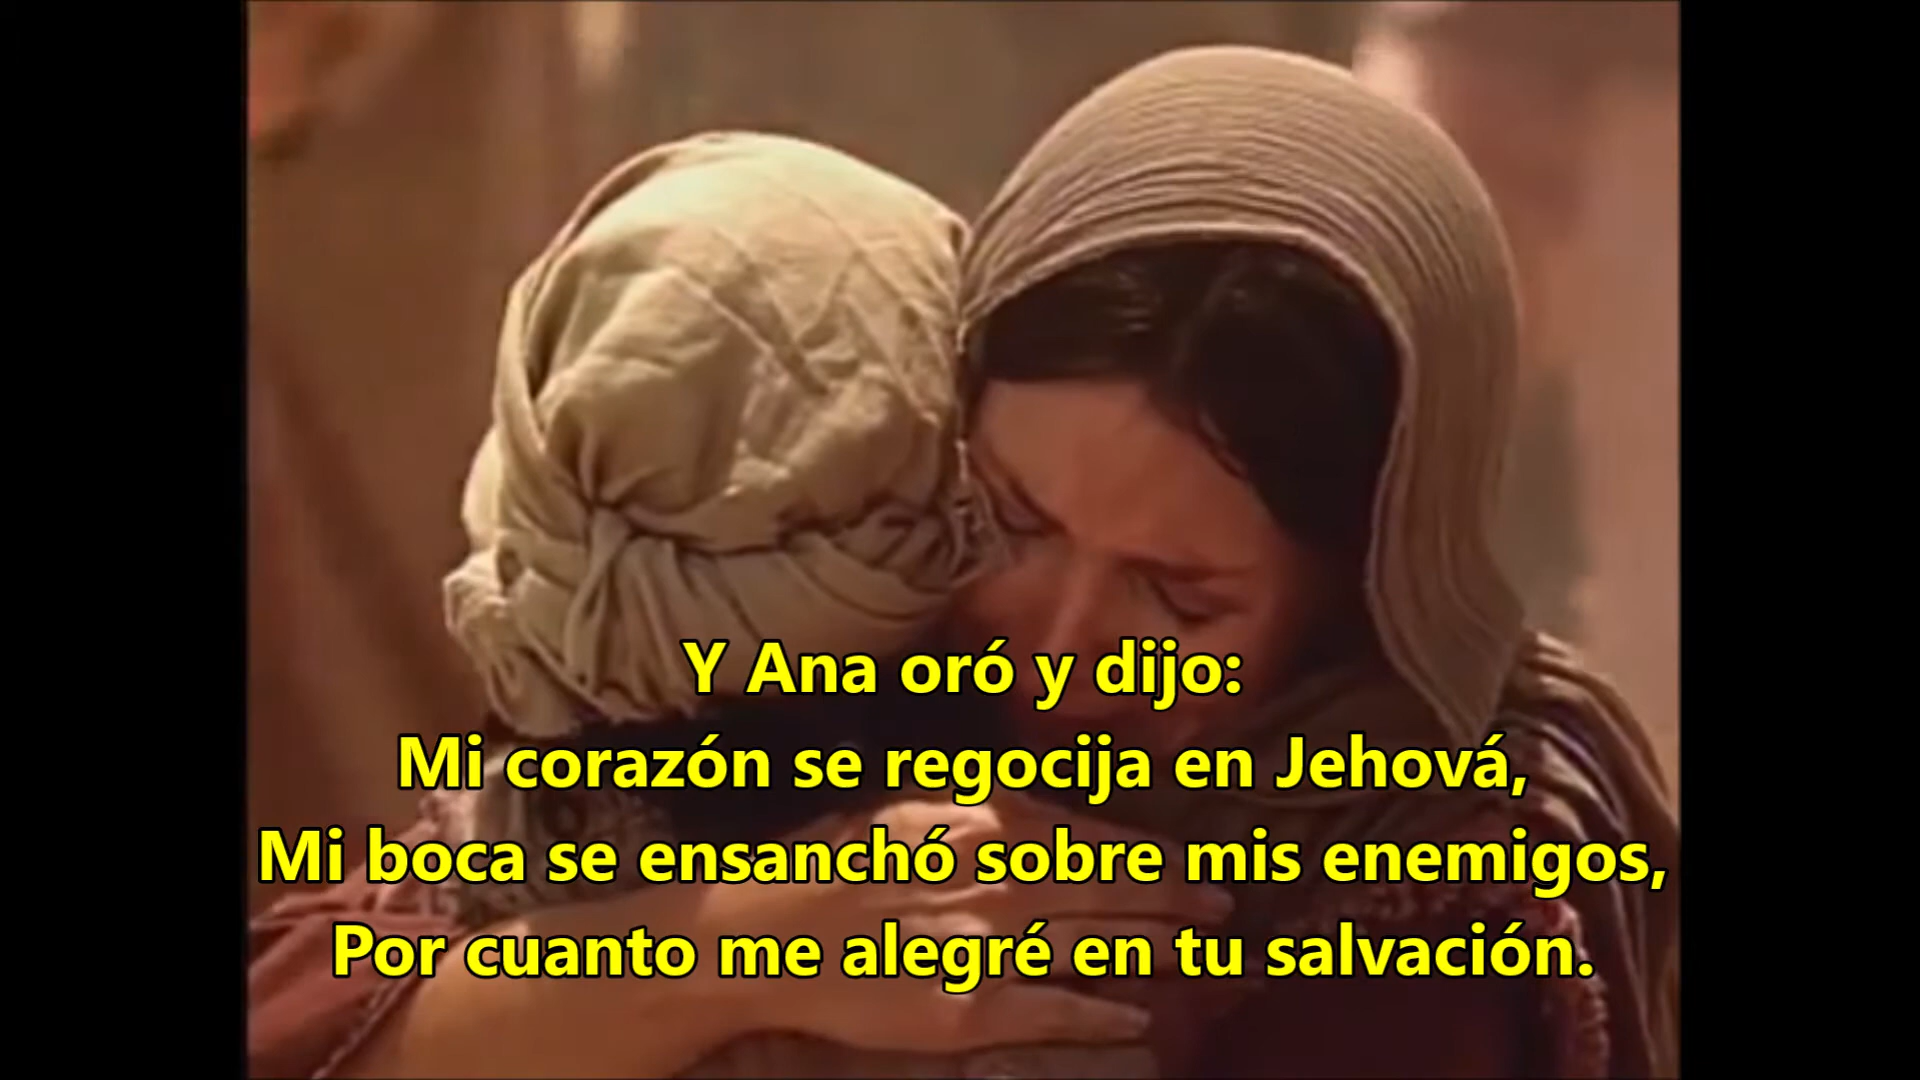 Y Ana oró y dijo:
Mi corazón se regocija en Jehová,
Mi boca se ensanchó sobre mis enemigos,
Por cuanto me alegré en tu salvación.